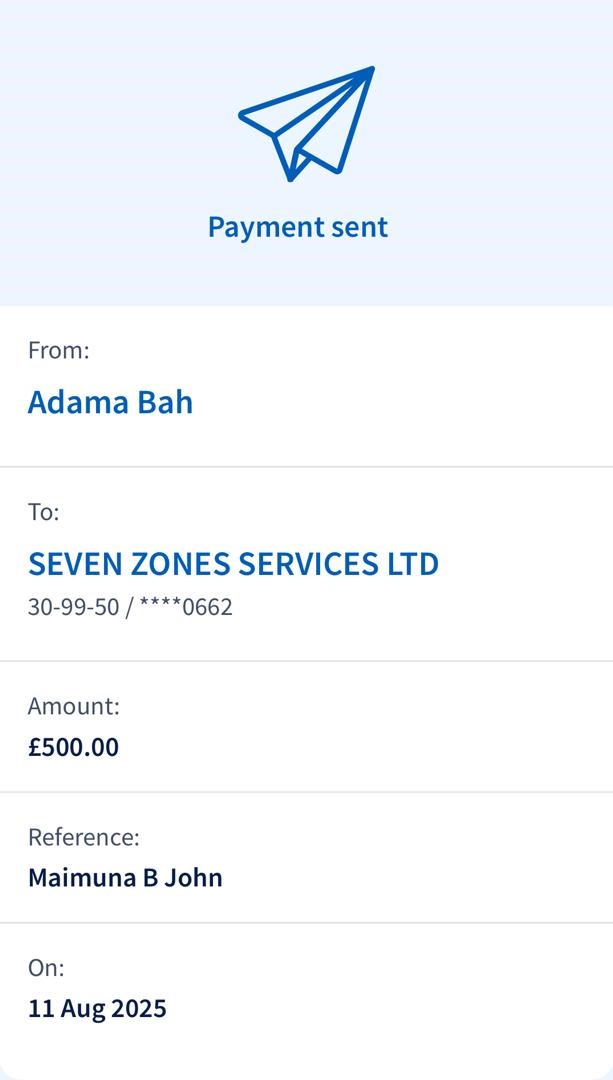 Payment sent
From:
Adama Bah
To:
SEVEN ZONES SERVICES LTD
30-99-50 / ****0662
Amount:
£500.00
Reference:
Maimuna B John
On:
11 Aug 2025